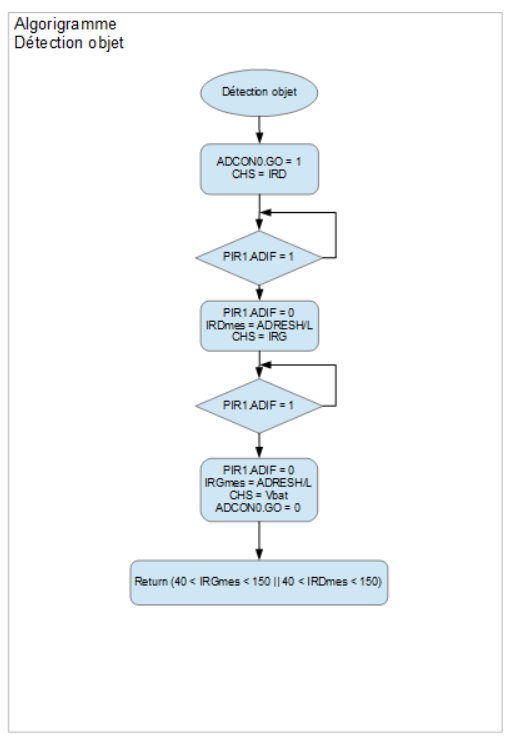 Algorigramme
Détection objet
Détection objet
ADCON0.GO = 1
CHS = IRD
PIR1.ADIF = 1
PIR1.ADIF = 0
IRDmes = ADRESH/L
CHS = IRG
PIR1.ADIF = 1
PIR1.ADIF = 0
IRGmes = ADRESH/L
CHS = Vbat
ADCON0.GO = 0
Return (40 < IRGmes < 150 || 40 < IRDmes < 150)